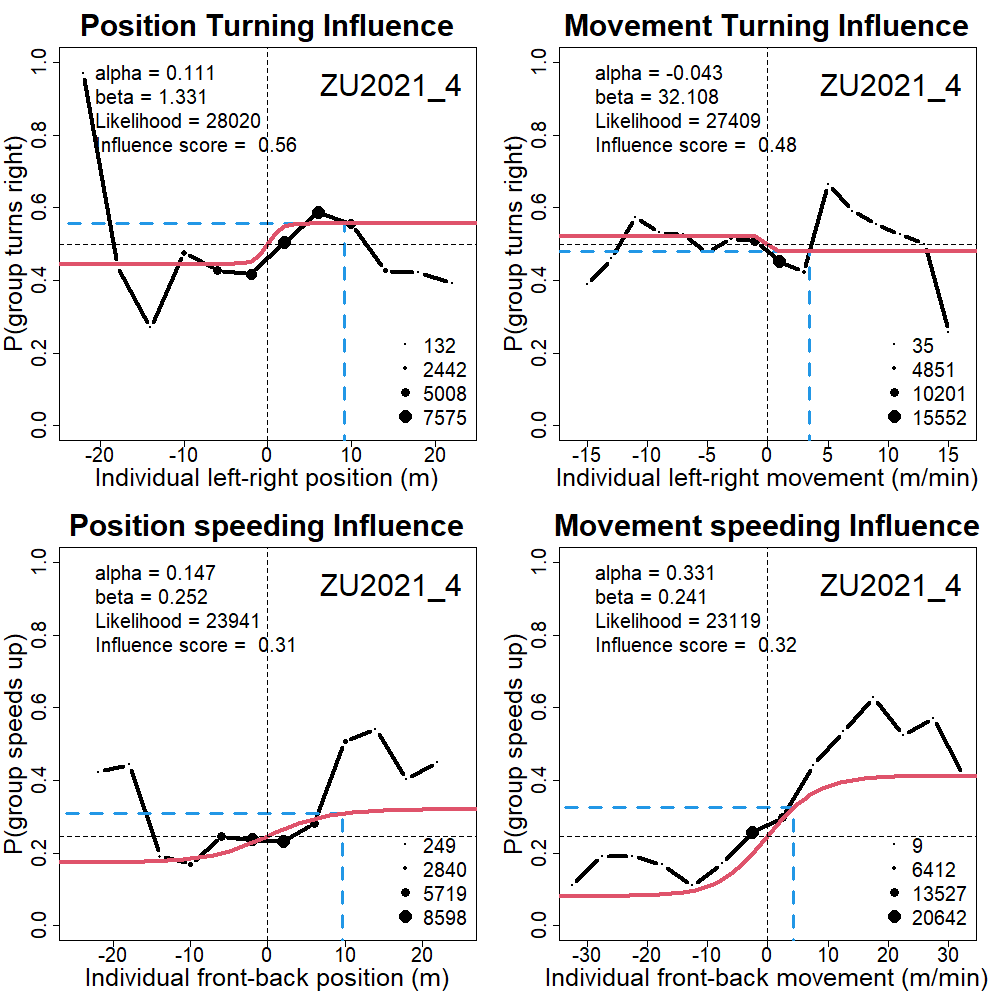 Position Turning Influence
P(group turns right)
1.0
0.8
0.6
0.4
0.2
0.0
alpha = 0.111
beta = 1.331
Likelihood = 28020
Influence score = 0.56
ZU2021_4
132
2442
5008
7575
-20 -10 0 10 20
Individual left-right position (m)
Movement Turning Influence
P(group turns right)
1.0
0.8
0.6
0.4
0.2
0.0
alpha = -0.043
beta = 32.108
Likelihood = 27409
Influence score = 0.48
ZU2021_4
35
4851
10201
15552
-15 -10 -5 0 5 10 15
Individual left-right movement (m/min)
Position speeding Influence
P(group speeds up)
1.0
0.8
0.6
0.4
0.2
0.0
alpha = 0.147
beta = 0.252
Likelihood = 23941
Influence score = 0.31
ZU2021_4
249
2840
5719
8598
-20 -10 0 10 20
Individual front-back position (m)
Movement speeding Influence
P(group speeds up)
1.0
0.8
0.6
0.4
0.2
0.0
alpha = 0.331
beta = 0.241
Likelihood = 23119
Influence score = 0.32
ZU2021_4
9
6412
13527
20642
-30 -20 -10 0 10 20 30
Individual front-back movement (m/min)